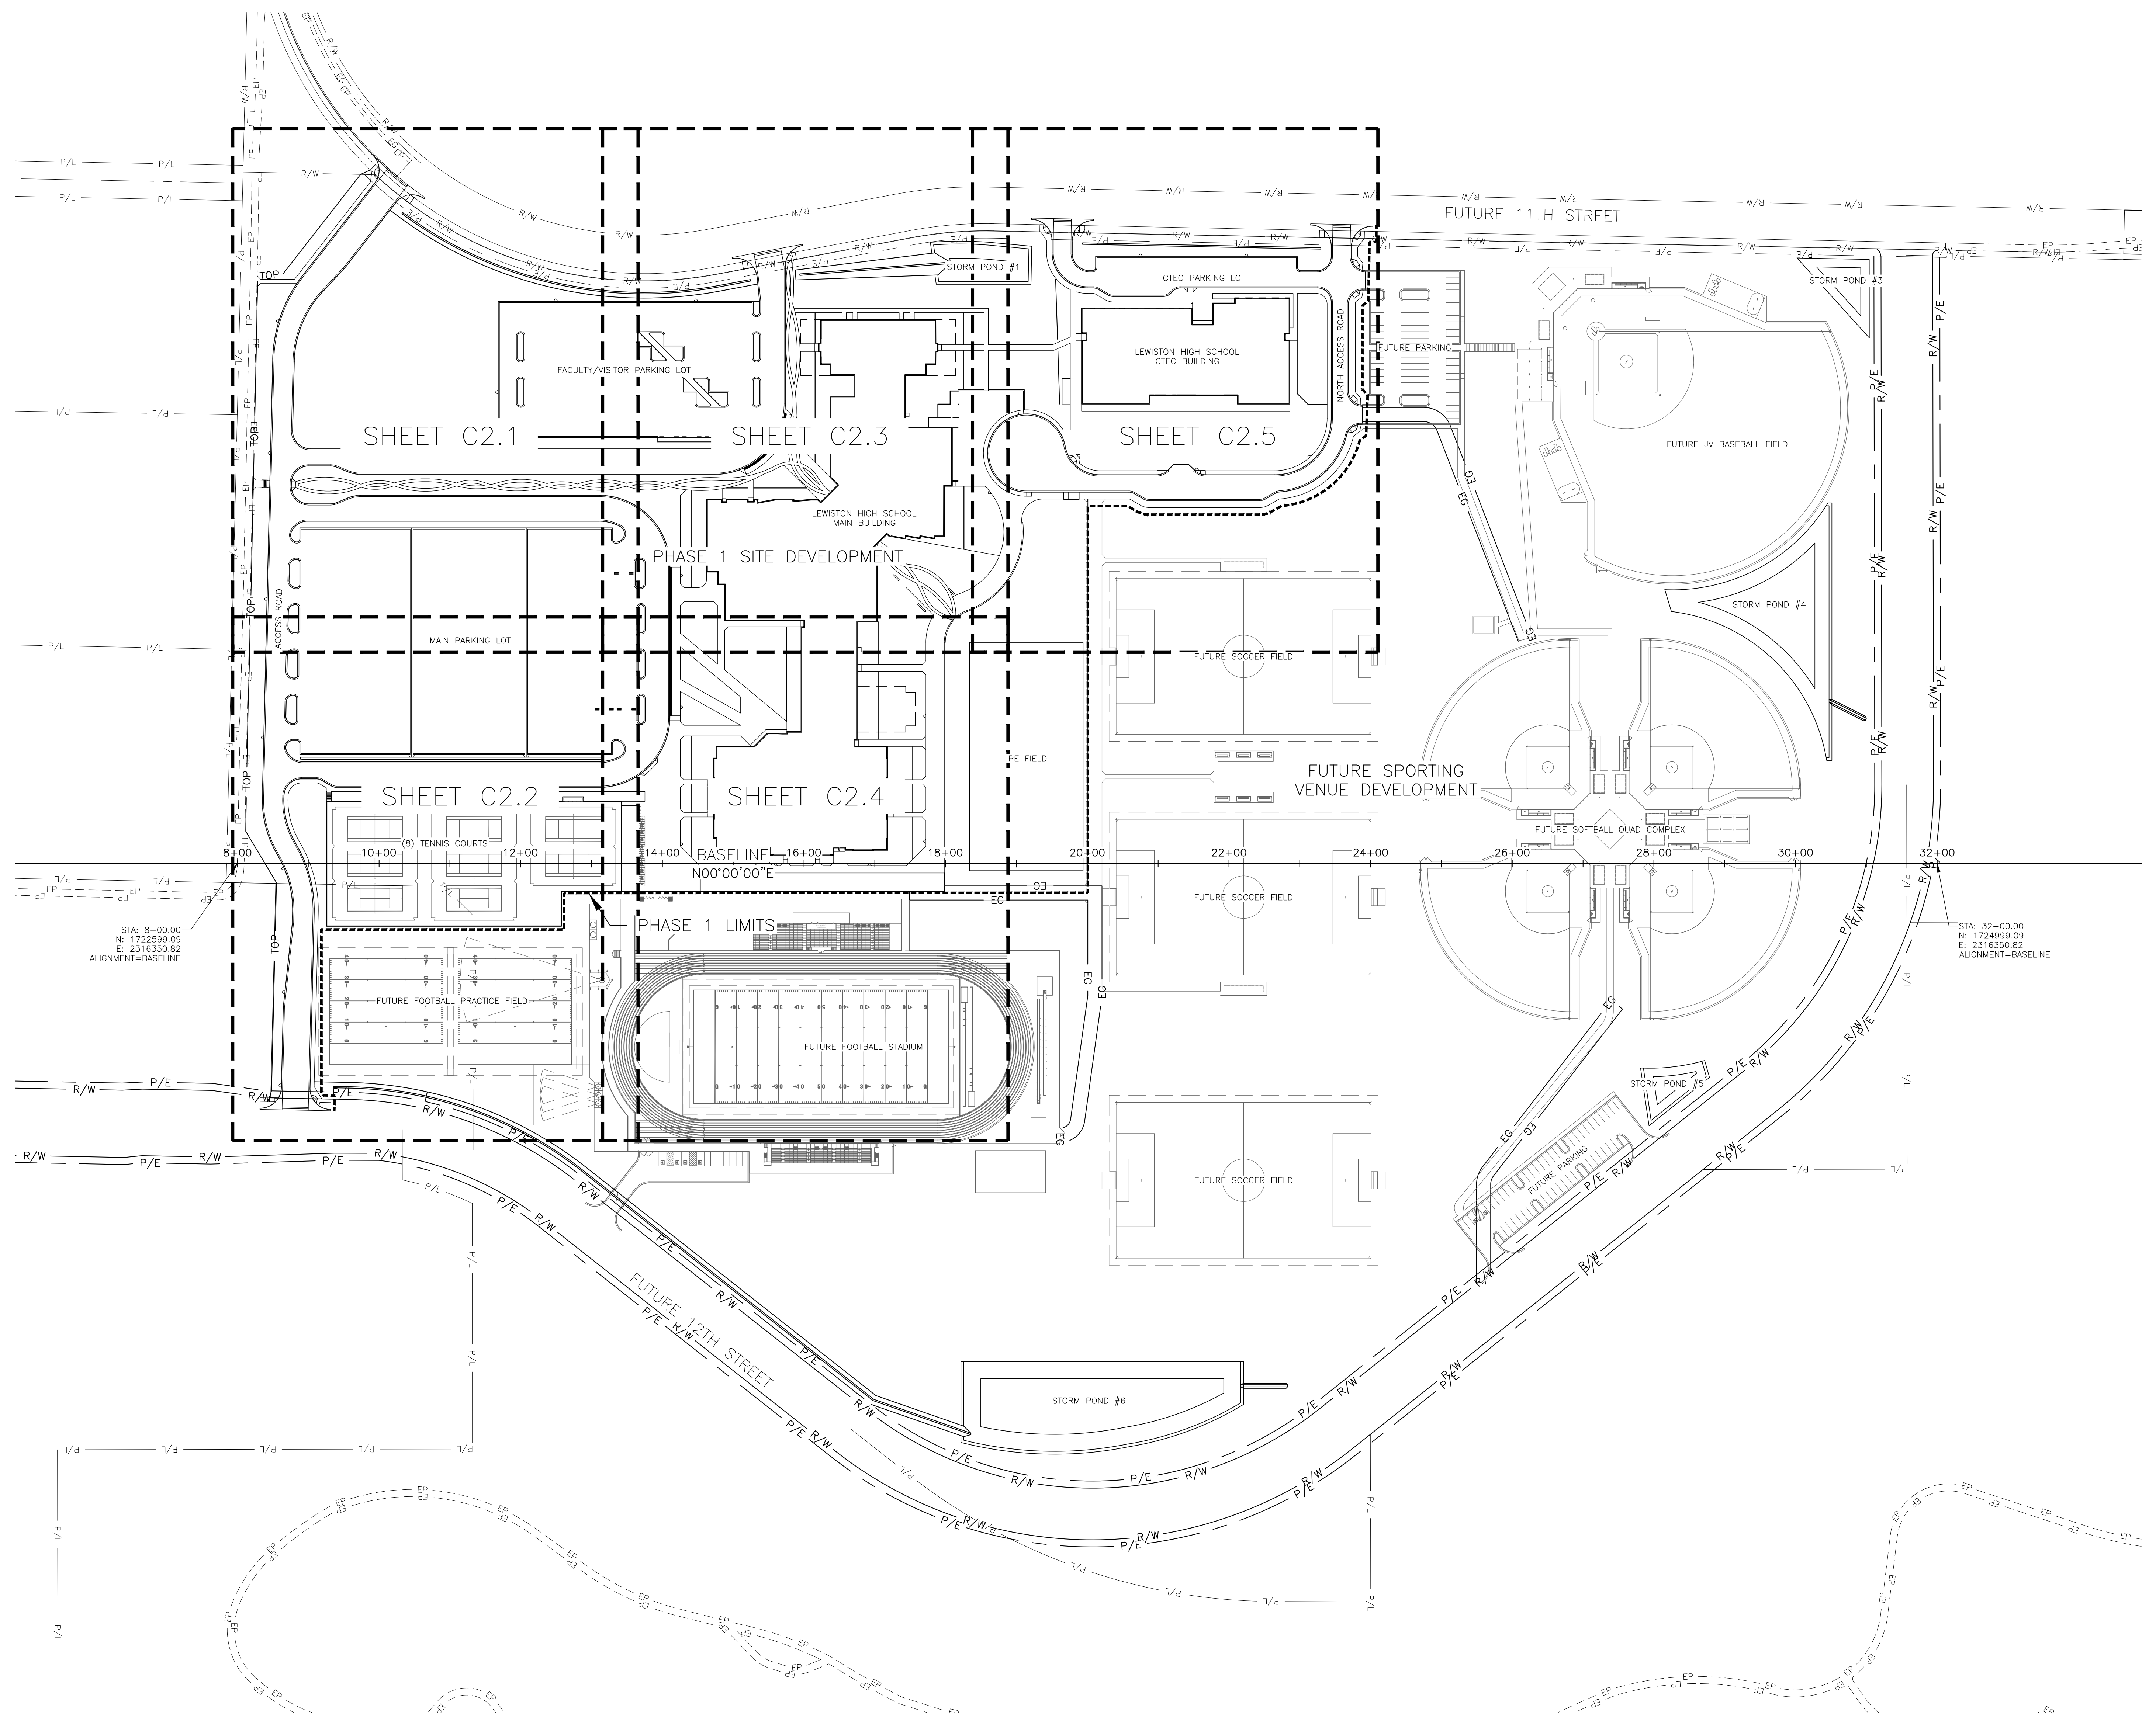 FUTURE 11TH STREET
STORM POND #1
CTEC PARKING LOT
STORM POND #3
LEWISTON HIGH SCHOOL
CTEC BUILDING
NORTH ACCESS ROAD
FUTURE PARKING
FACULTY/VISITOR PARKING LOT
SHEET C2.1
SHEET C2.3
SHEET C2.5
FUTURE JV BASEBALL FIELD
LEWISTON HIGH SCHOOL
MAIN BUILDING
PHASE 1 SITE DEVELOPMENT
STORM POND #4
ACCESS ROAD
MAIN PARKING LOT
FUTURE SOCCER FIELD
PE FIELD
FUTURE SPORTING
VENUE DEVELOPMENT
SHEET C2.2
SHEET C2.4
FUTURE SOFTBALL QUAD COMPLEX
(8) TENNIS COURTS
8+00 10+00 12+00 14+00 16+00 18+00 20+00 22+00 24+00 26+00 28+00 30+00 32+00
BASELINE
N00°00'00"E
FUTURE SOCCER FIELD
PHASE 1 LIMITS
STA: 8+00.00
N: 1722599.09
E: 2316350.82
ALIGNMENT=BASELINE
STA: 32+00.00
N: 1724999.09
E: 2316350.82
ALIGNMENT=BASELINE
FUTURE FOOTBALL PRACTICE FIELD
FUTURE FOOTBALL STADIUM
STORM POND #5
FUTURE PARKING
FUTURE SOCCER FIELD
FUTURE 12TH STREET
STORM POND #6
P/L
R/W
P/E
EP
EG
TOP